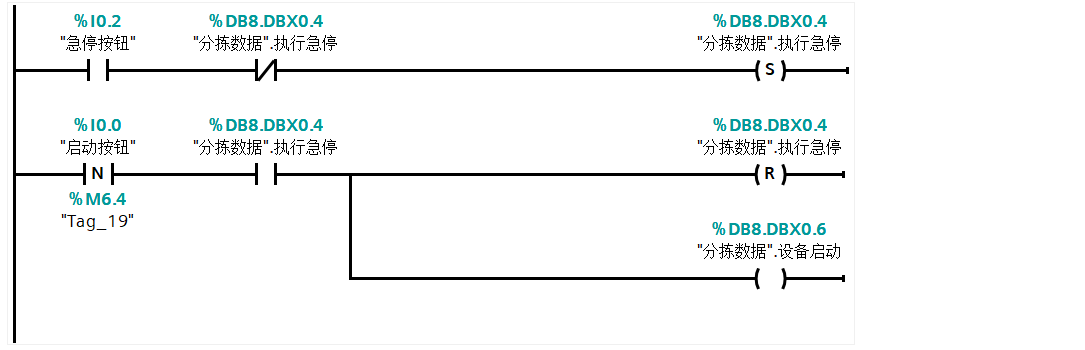 %I0.2 %DB8.DBX0.4 %DB8.DBX0.4
"急停按钮" "分拣数据".执行急停 "分拣数据".执行急停
S
%I0.0 %DB8.DBX0.4 %DB8.DBX0.4
"启动按钮" "分拣数据".执行急停 "分拣数据".执行急停
N R
%M6.4
"Tag_19"
%DB8.DBX0.6
"分拣数据".设备启动